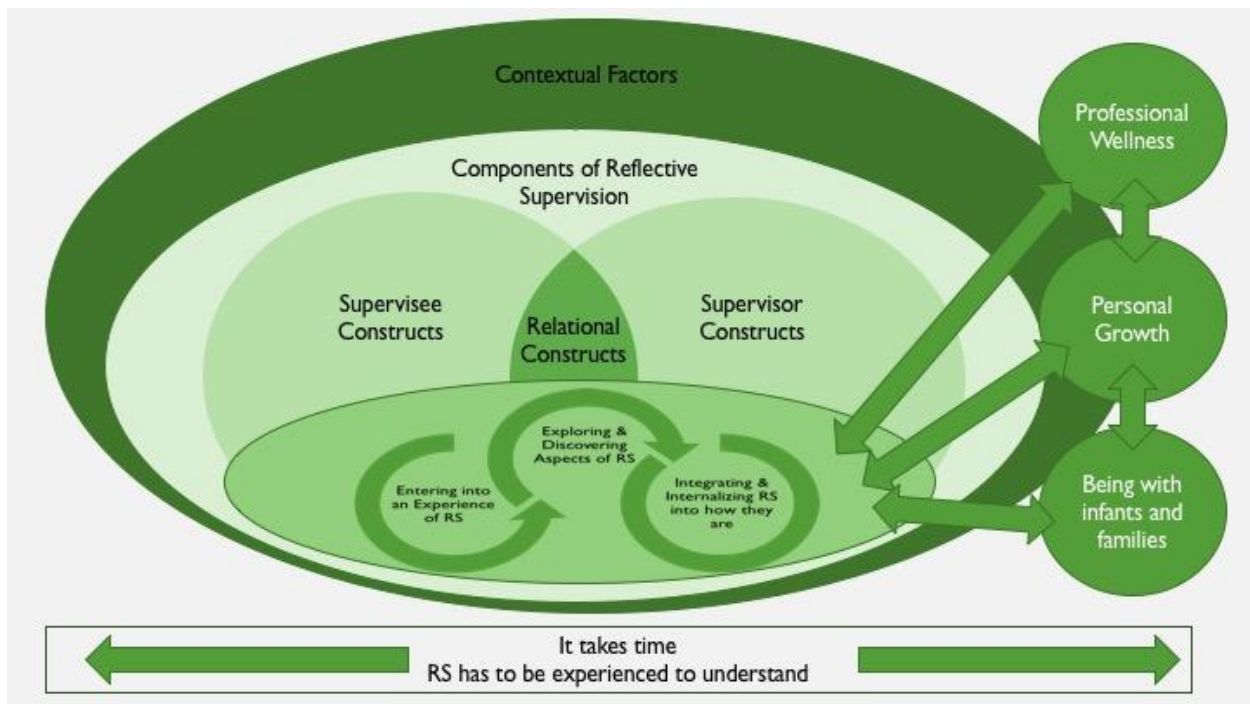 Contextual Factors
Components of Reflective
Supervision
Supervisee
Constructs
Relational
Constructs
Supervisor
Constructs
Entering into
an Experience
of RS
Exploring &
Discovering
Aspects of RS
Integrating &
Internalizing RS
into how they
are
Professional
Wellness
Personal
Growth
Being with
infants and
families
It takes time
RS has to be experienced to understand